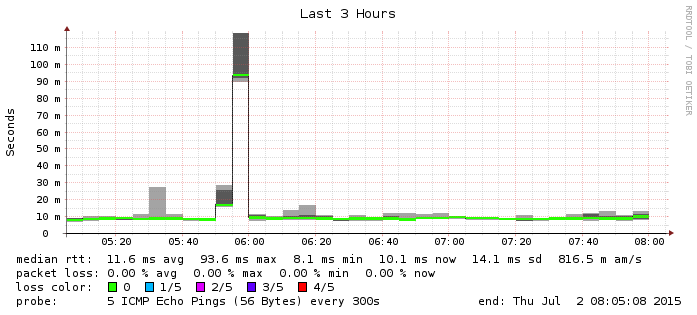 Last 3 Hours
RRDTOOL / TOBI OETIKER
Seconds
110 m
100 m
90 m
80 m
70 m
60 m
50 m
40 m
30 m
20 m
10 m
0
05:20 05:40 06:00 06:20 06:40 07:00 07:20 07:40 08:00
median rtt: 11.6 ms avg 93.6 ms max 8.1 ms min 10.1 ms now 14.1 ms sd 816.5 m am/s
packet loss: 0.00 % avg 0.00 % max 0.00 % min 0.00 % now
loss color: 0 1/5 2/5 3/5 4/5
probe: 5 ICMP Echo Pings (56 Bytes) every 300s end: Thu Jul 2 08:05:08 2015